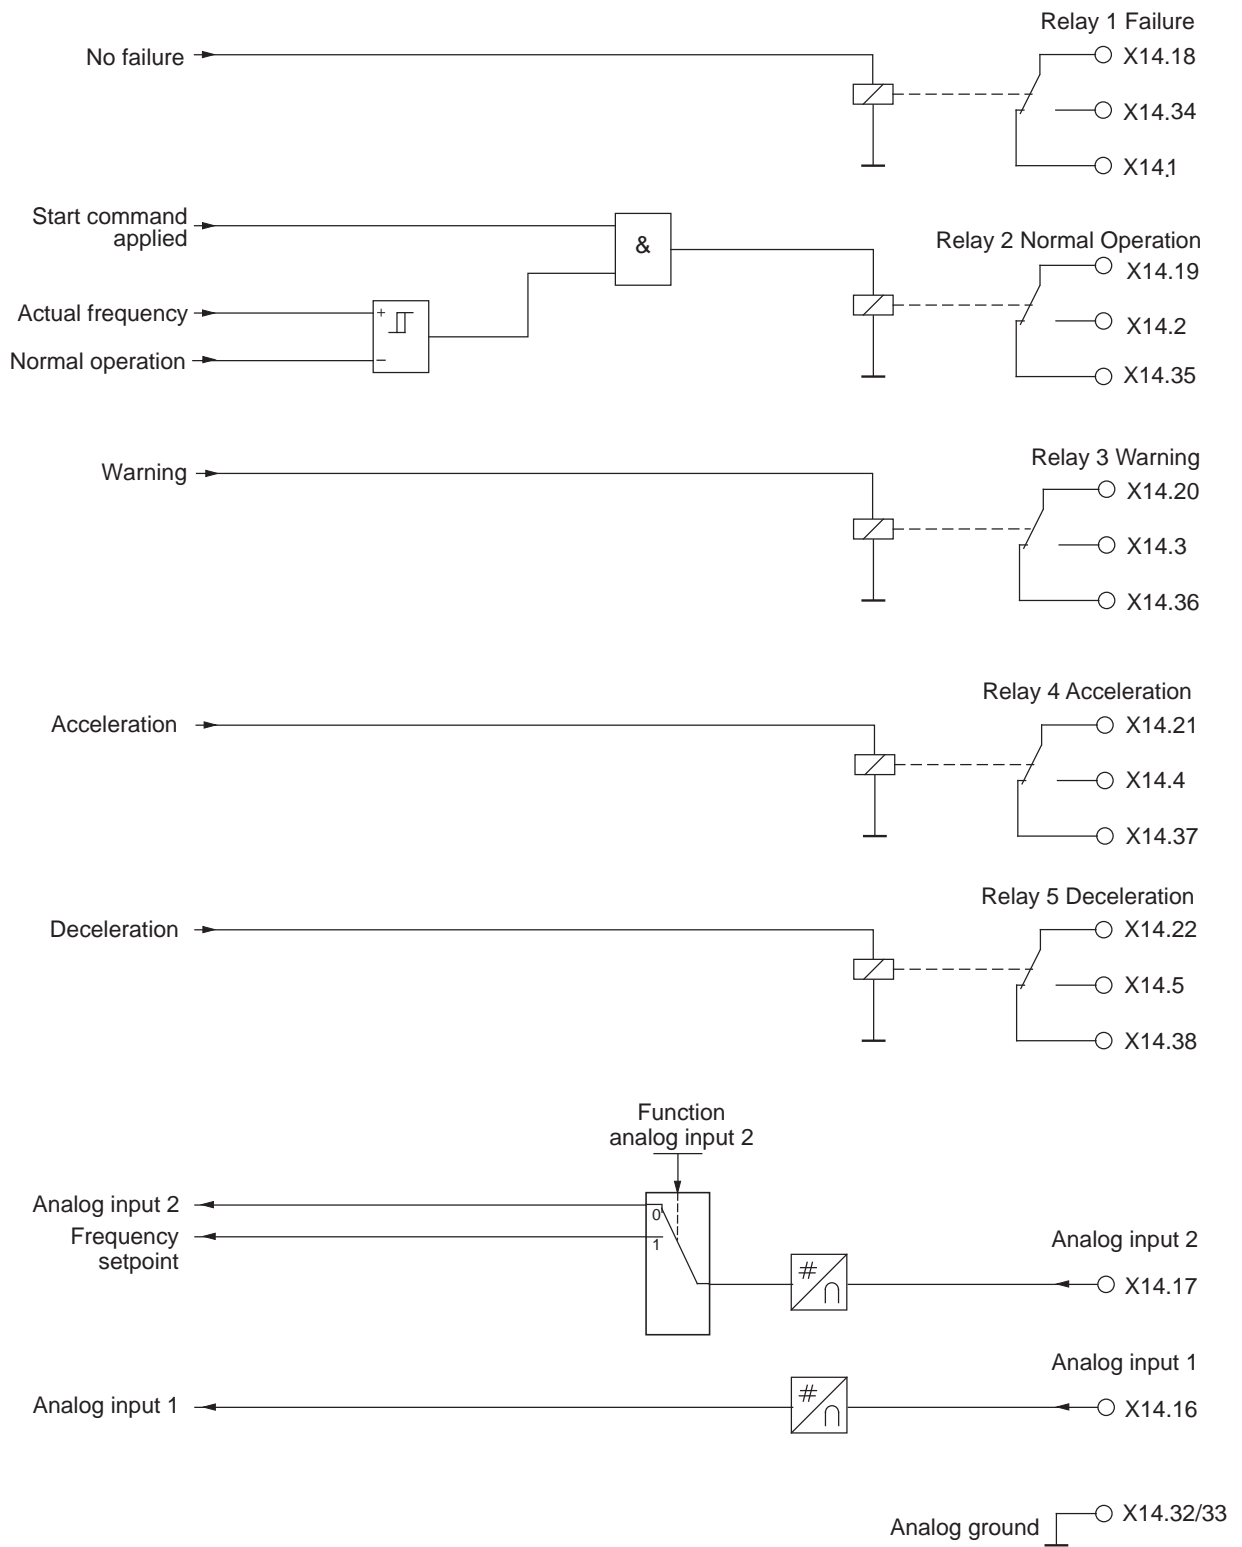 Relay 1 Failure
No failure
X14.18
X14.34
X14.1
Start command
applied
&
Relay 2 Normal Operation
X14.19
Actual frequency
+
X14.2
Normal operation
–
X14.35
Relay 3 Warning
Warning
X14.20
X14.3
X14.36
Relay 4 Acceleration
Acceleration
X14.21
X14.4
X14.37
Relay 5 Deceleration
Deceleration
X14.22
X14.5
X14.38
Function
analog input 2
Analog input 2
0
Frequency
setpoint
1
Analog input 2
#
∩
X14.17
Analog input 1
Analog input 1
#
∩
X14.16
Analog ground
X14.32/33